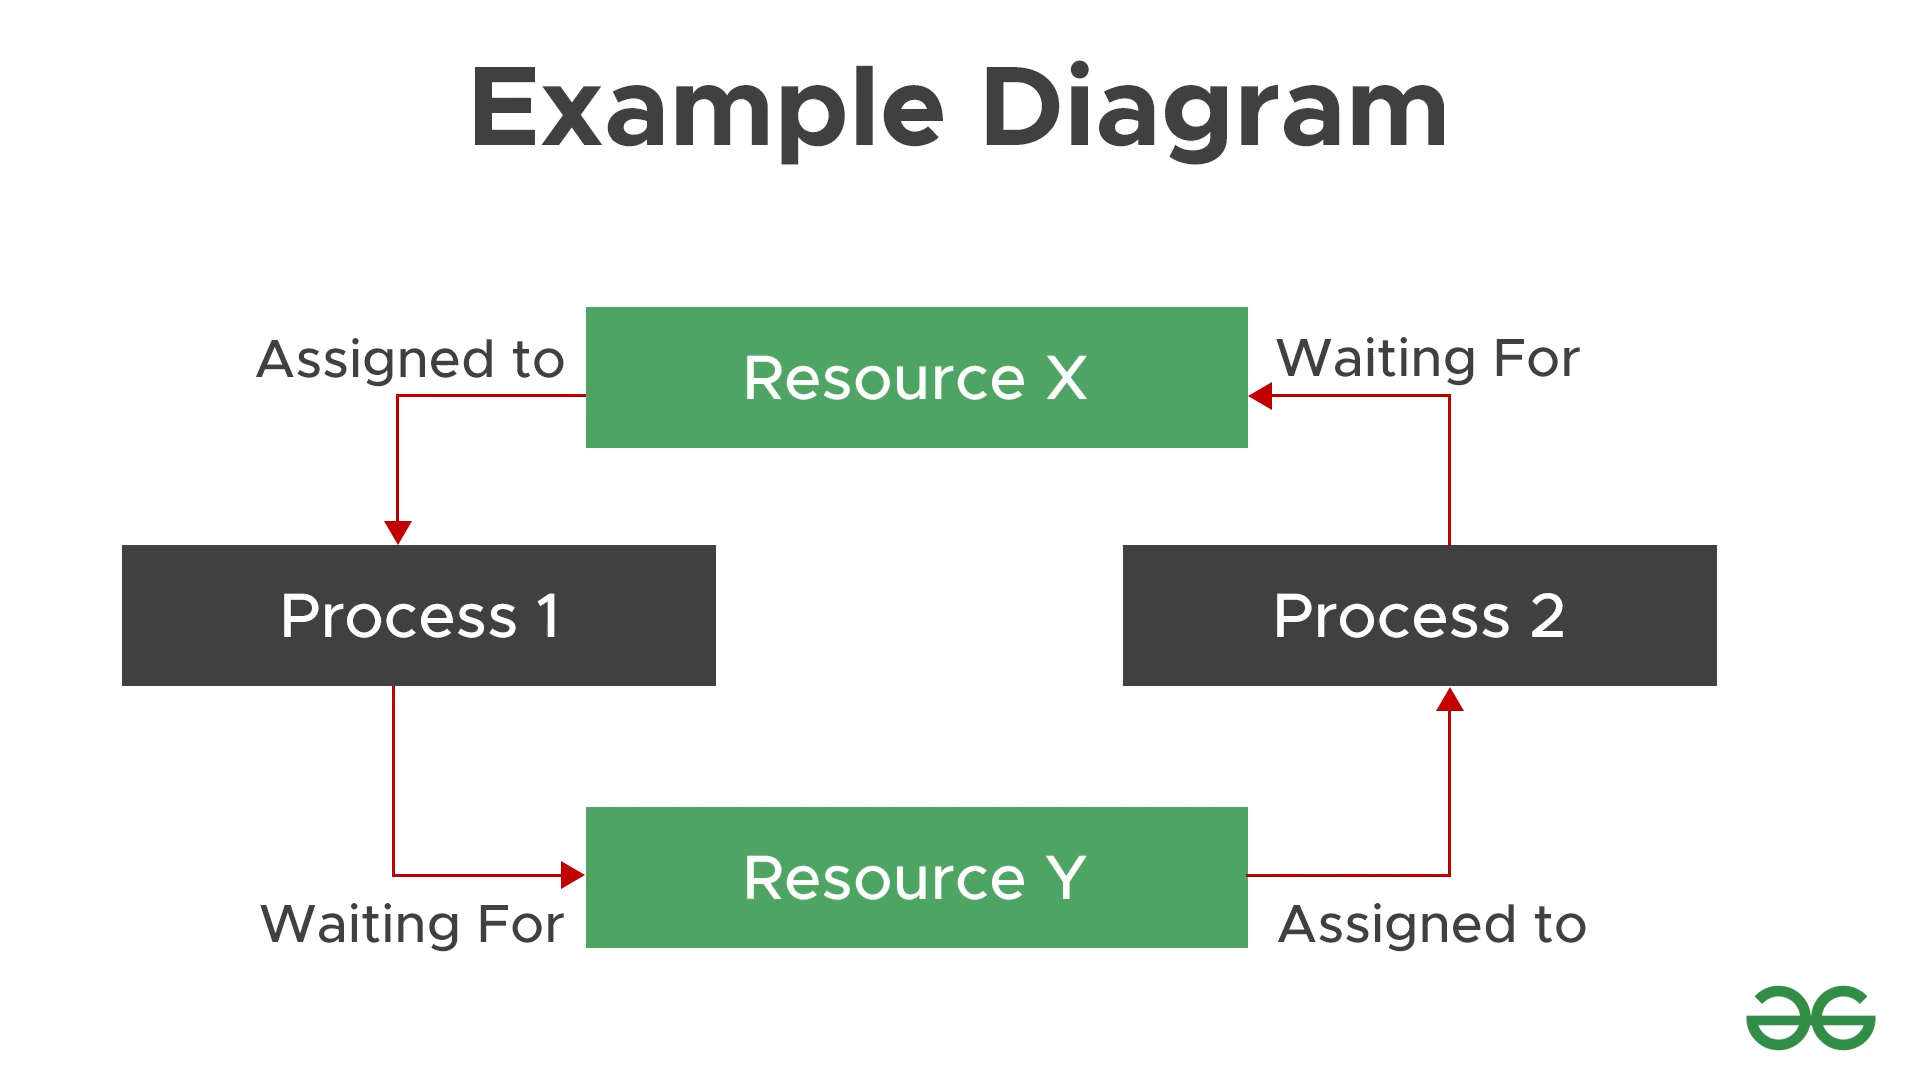 Example Diagram
Assigned to
Resource X
Waiting For
Process 1
Process 2
Waiting For
Resource Y
Assigned to